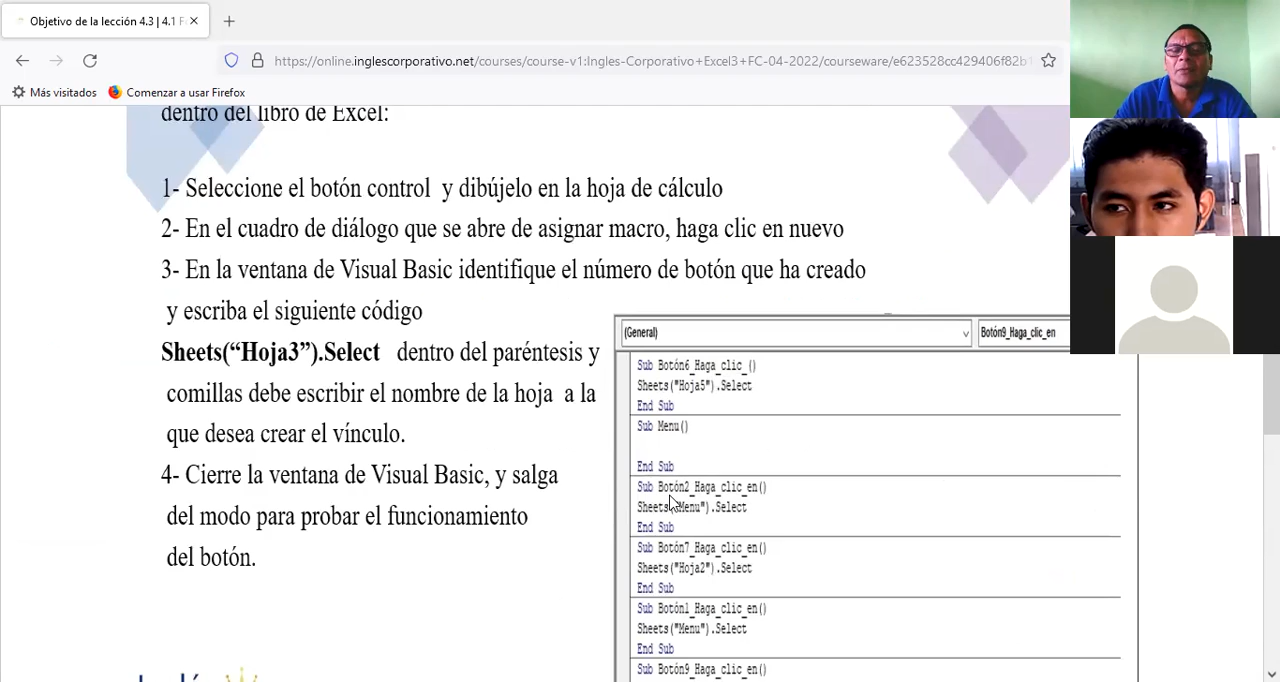 Objetivo de la lección 4.3 | 4.1 F
https://online.inglescorporativo.net/courses/course-v1:Ingles-Corporativo+Excel3+FC-04-2022/courseware/e623528cc429406f82b1
Más visitados
Comenzar a usar Firefox
dentro del libro de Excel:
1- Seleccione el botón control y dibújelo en la hoja de cálculo
2- En el cuadro de diálogo que se abre de asignar macro, haga clic en nuevo
3- En la ventana de Visual Basic identifique el número de botón que ha creado
y escriba el siguiente código
Sheets(“Hoja3”).Select dentro del paréntesis y
comillas debe escribir el nombre de la hoja a la
que desea crear el vínculo.
4- Cierre la ventana de Visual Basic, y salga
del modo para probar el funcionamiento
del botón.
(General)
Botón9_Haga_clic_en
Sub Botón6_Haga_clic_()
Sheets("Hoja5").Select
End Sub
Sub Menu()
End Sub
Sub Botón2_Haga_clic_en()
Sheets("Menu").Select
End Sub
Sub Botón7_Haga_clic_en()
Sheets("Hoja2").Select
End Sub
Sub Botón1_Haga_clic_en()
Sheets("Menu").Select
End Sub
Sub Botón9_Haga_clic_en()